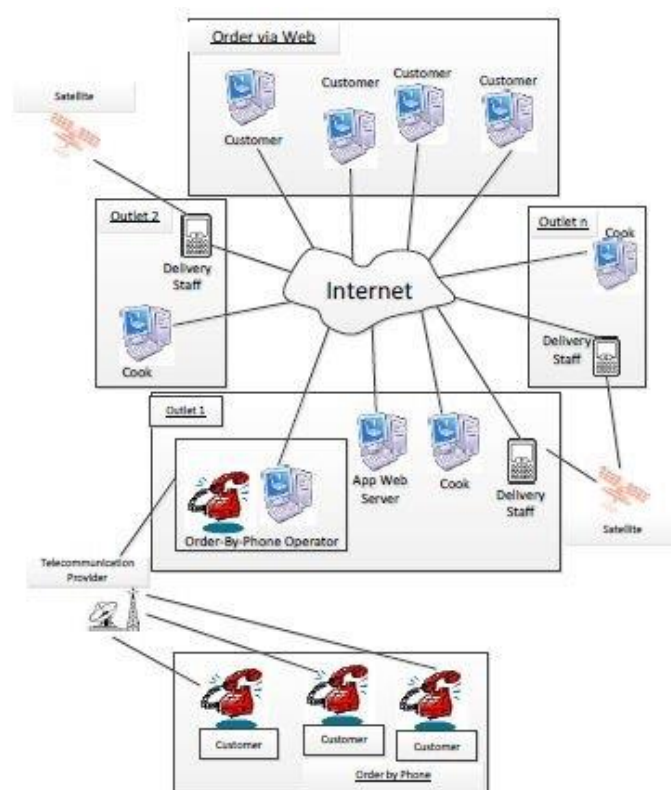 Order via Web
Customer
Customer
Customer
Customer
Satellite
Outlet 2
Delivery
Staff
Cook
Internet
Outlet n
Cook
Delivery
Staff
Outlet 1
App Web
Server
Cook
Delivery
Staff
Order-By-Phone Operator
Satellite
Telecommunication
Provider
Customer
Customer
Customer
Order by Phone